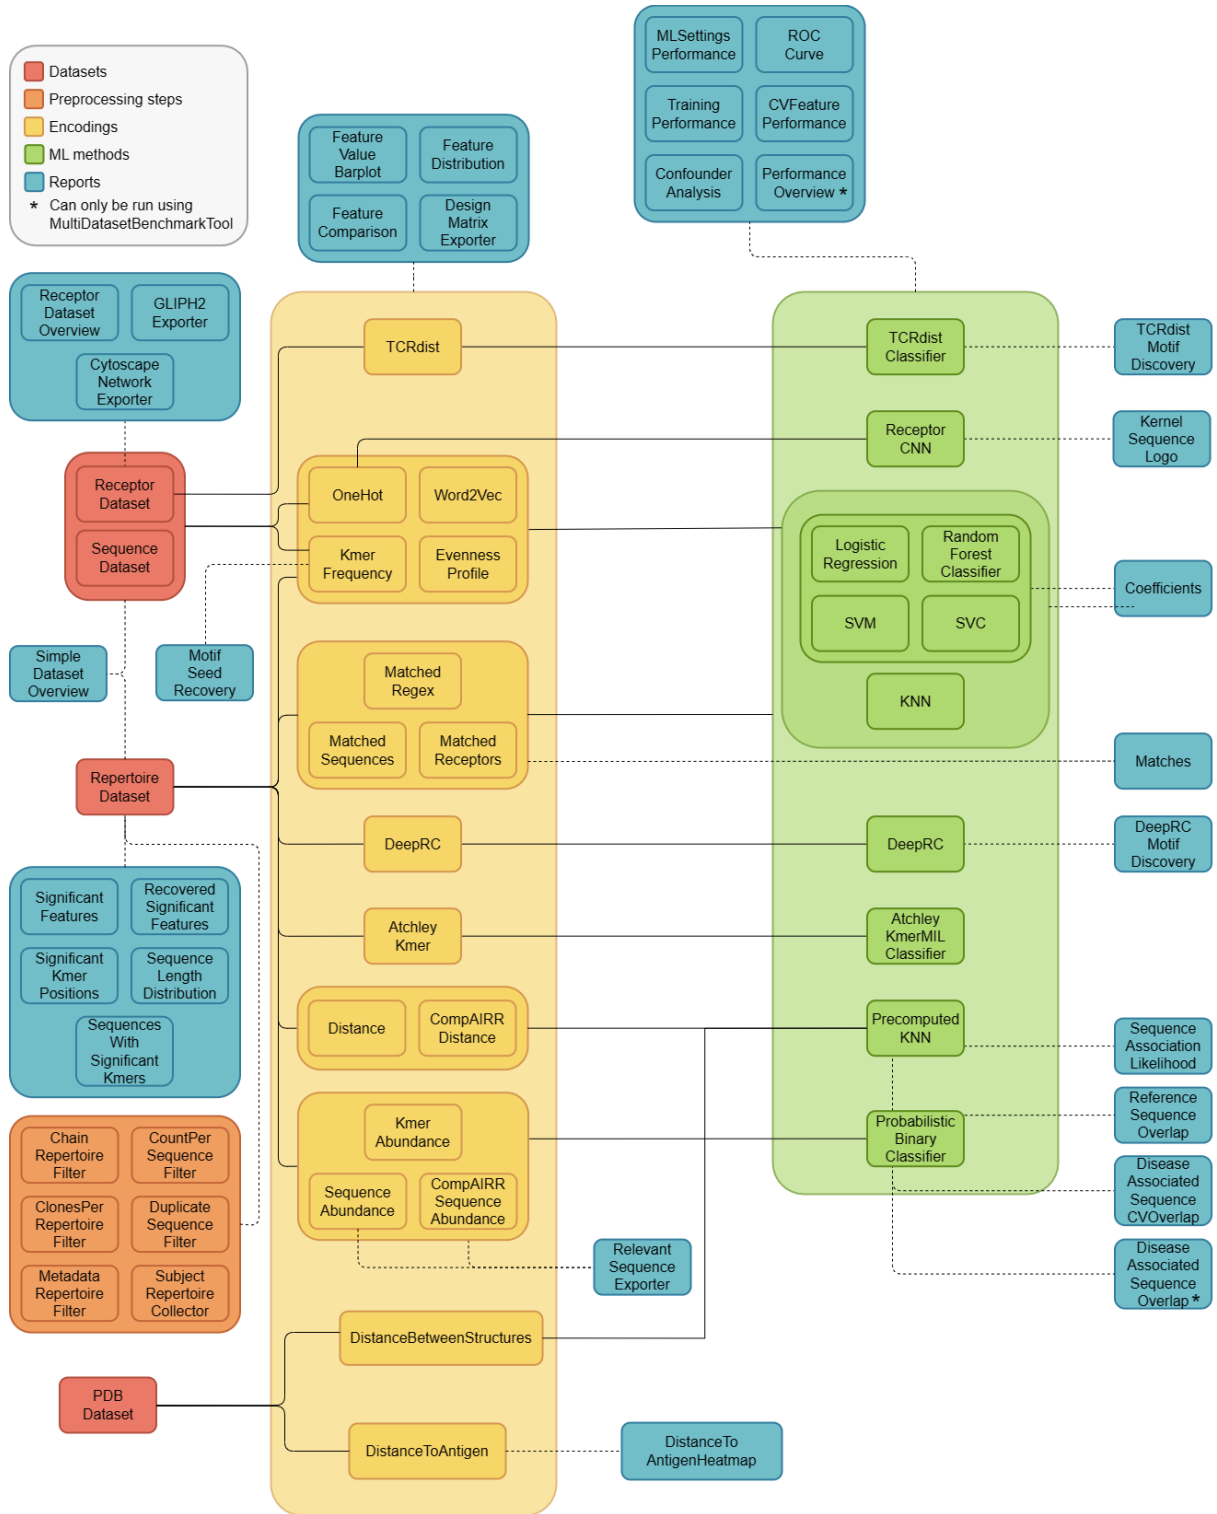 Datasets
Preprocessing steps
Encodings
ML methods
Reports
* Can only be run using
MultiDatasetBenchmarkTool
MLSettings
Performance
ROC
Curve
Training
Performance
CVFeature
Performance
Confounder
Analysis
Performance
Overview *
Feature
Value
Barplot
Feature
Distribution
Feature
Comparison
Design
Matrix
Exporter
Receptor
Dataset
Overview
GLIPH2
Exporter
Cytoscape
Network
Exporter
TCRdist
TCRdist
Classifier
TCRdist
Motif
Discovery
Receptor
CNN
Kernel
Sequence
Logo
Receptor
Dataset
Sequence
Dataset
OneHot
Word2Vec
Kmer
Frequency
Evenness
Profile
Logistic
Regression
Random
Forest
Classifier
SVM
SVC
KNN
Coefficients
Simple
Dataset
Overview
Motif
Seed
Recovery
Matched
Regex
Matched
Sequences
Matched
Receptors
Matches
Repertoire
Dataset
DeepRC
DeepRC
DeepRC
Motif
Discovery
Significant
Features
Recovered
Significant
Features
Significant
Kmer
Positions
Sequence
Length
Distribution
Sequences
With
Significant
Kmers
Atchley
Kmer
Atchley
KmerMIL
Classifier
Distance
CompAIRR
Distance
Precomputed
KNN
Sequence
Association
Likelihood
Kmer
Abundance
Sequence
Abundance
CompAIRR
Sequence
Abundance
Probabilistic
Binary
Classifier
Reference
Sequence
Overlap
Disease
Associated
Sequence
CVOverlap
Disease
Associated
Sequence
Overlap *
Relevant
Sequence
Exporter
Chain
Repertoire
Filter
CountPer
Sequence
Filter
ClonesPer
Repertoire
Filter
Duplicate
Sequence
Filter
Metadata
Repertoire
Filter
Subject
Repertoire
Collector
DistanceBetweenStructures
PDB
Dataset
DistanceToAntigen
DistanceTo
AntigenHeatmap